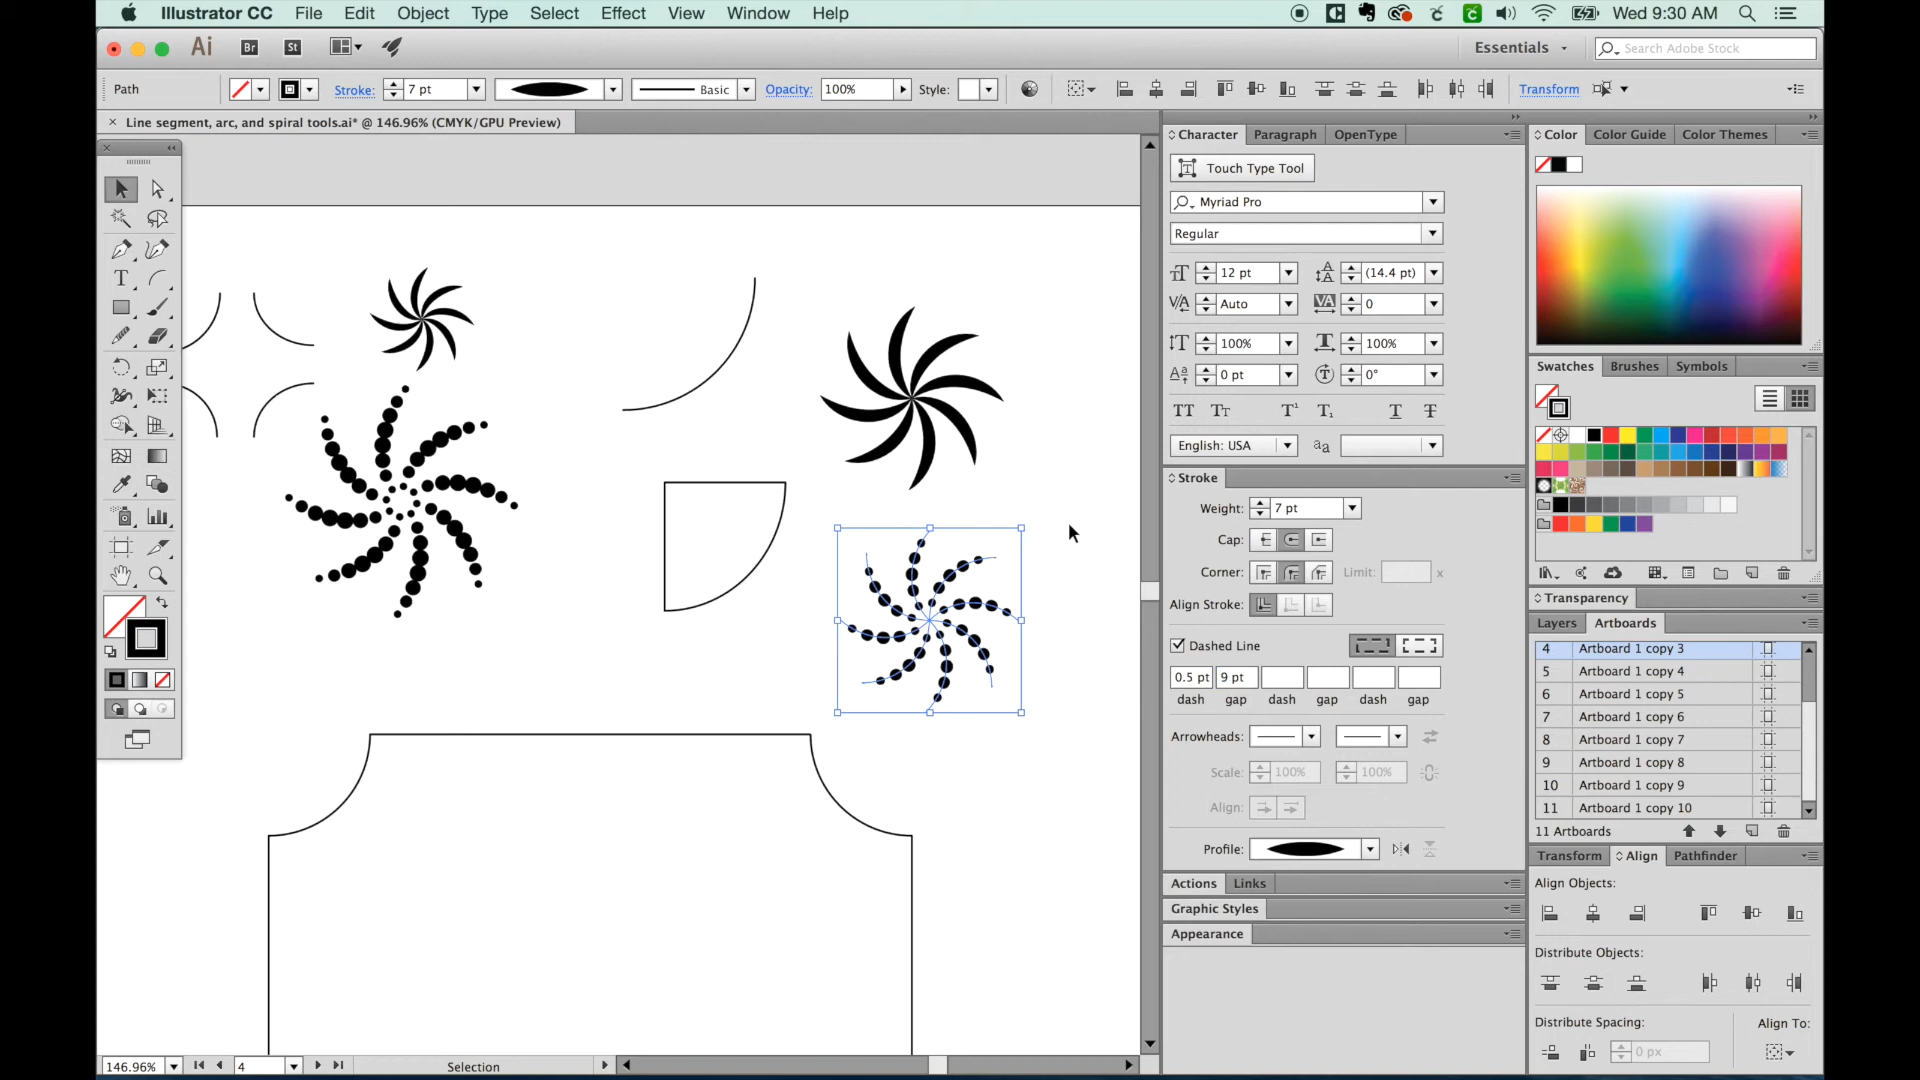 Illustrator CC File Edit Object Type Select Effect View Window Help Wed 9:30 AM
Ai Br St Essentials Search Adobe Stock
Path Stroke: 7 pt Basic Opacity: 100% Style: Transform
× Line segment, arc, and spiral tools.ai* @ 146.96% (CMYK/GPU Preview)
Character Paragraph OpenType
Touch Type Tool
Myriad Pro
Regular
12 pt (14.4 pt)
Auto 0
100% 100%
0 pt 0°
English: USA
Stroke
Weight: 7 pt
Cap:
Corner: Limit: x
Align Stroke:
Dashed Line
0.5 pt 9 pt
dash gap dash gap dash gap
Arrowheads:
Scale: 100% 100%
Align:
Profile:
Actions Links
Graphic Styles
Appearance
Color Color Guide Color Themes
Swatches Brushes Symbols
Transparency
Layers Artboards
4 Artboard 1 copy 3
5 Artboard 1 copy 4
6 Artboard 1 copy 5
7 Artboard 1 copy 6
8 Artboard 1 copy 7
9 Artboard 1 copy 8
10 Artboard 1 copy 9
11 Artboard 1 copy 10
11 Artboards
Transform Align Pathfinder
Align Objects:
Distribute Objects:
Distribute Spacing: Align To:
0 px
146.96% 4 Selection